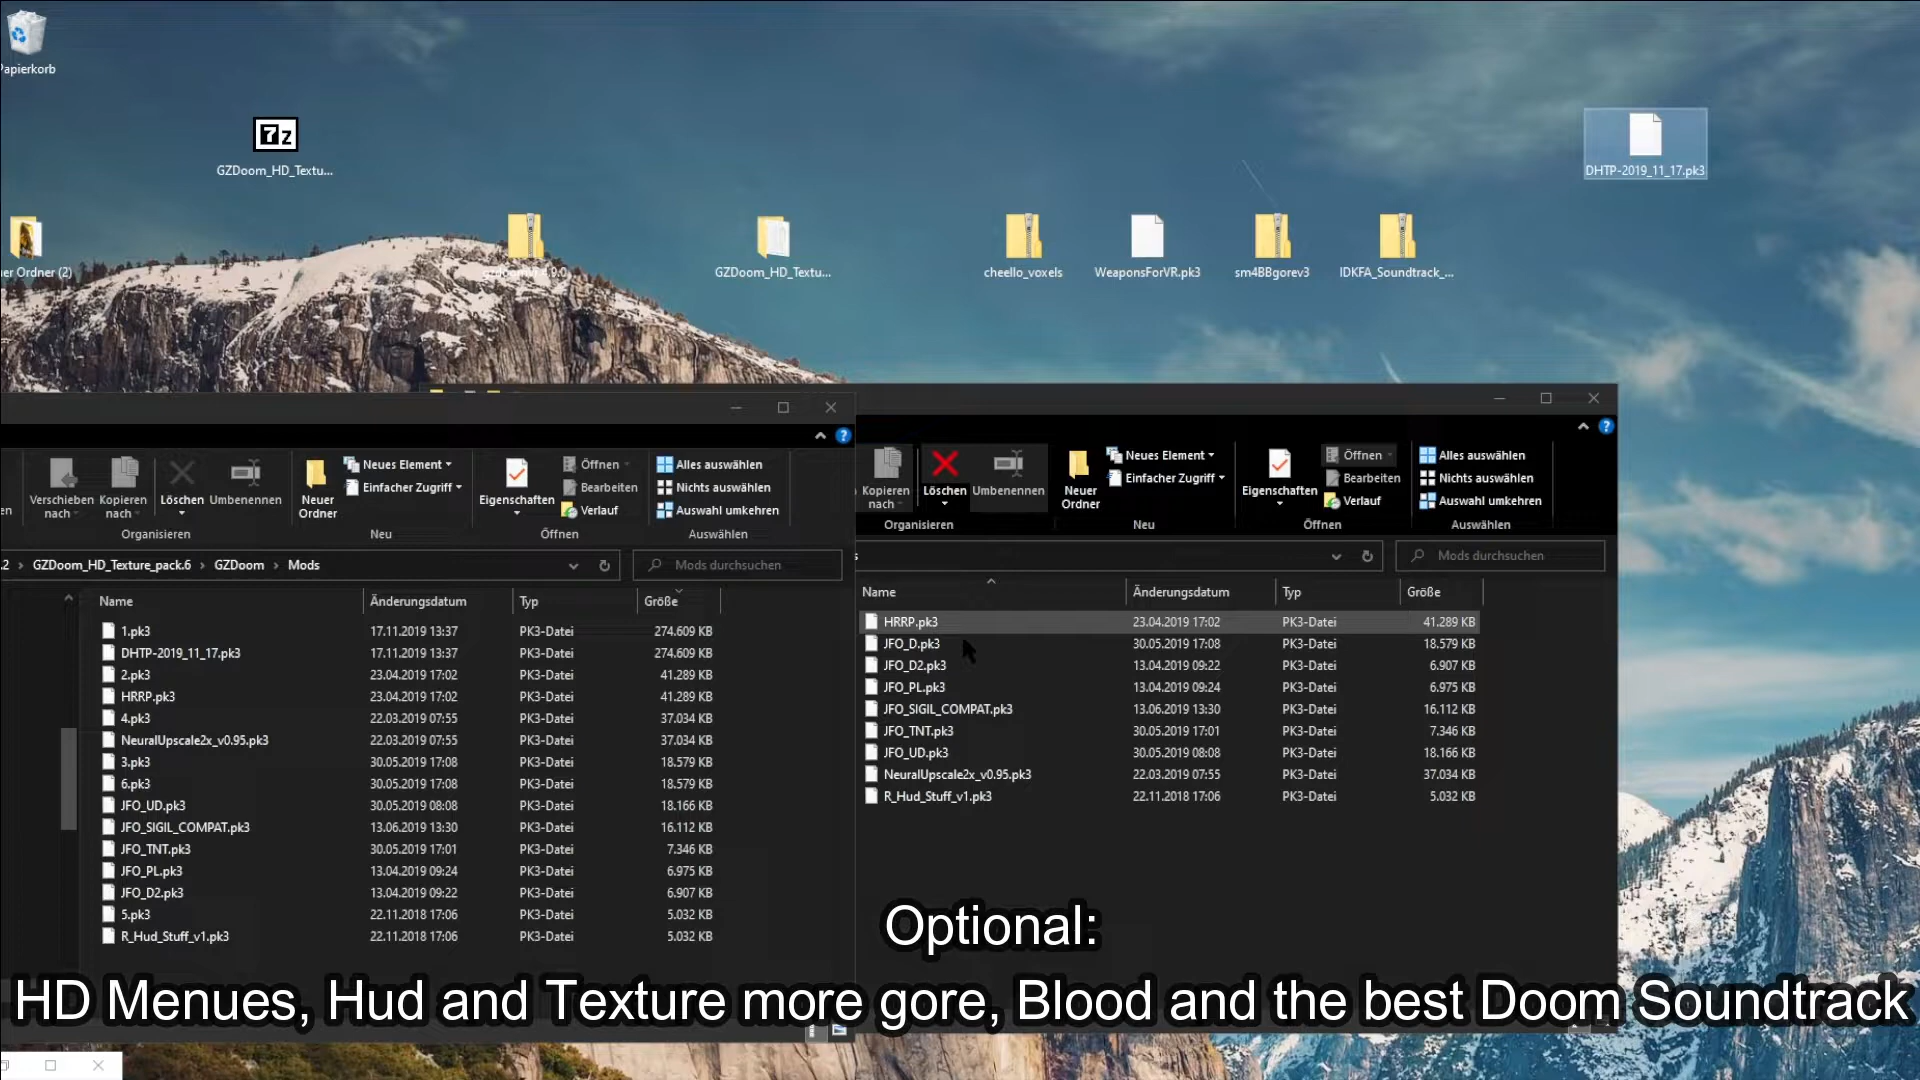 Papierkorb
GZDoom_HD_Textu...
DHTP-2019_11_17.pk3
er Ordner (2)
gzdoomvr4.9.0
GZDoom_HD_Textu...
cheello_voxels
WeaponsForVR.pk3
sm4BBgorev3
IDKFA_Soundtrack_...
Verschieben nach
Kopieren nach
Löschen
Umbenennen
Organisieren
Neuer Ordner
Neues Element
Einfacher Zugriff
Neu
Eigenschaften
Öffnen
Bearbeiten
Verlauf
Öffnen
Alles auswählen
Nichts auswählen
Auswahl umkehren
Auswählen
.2 > GZDoom_HD_Texture_pack.6 > GZDoom > Mods
Mods durchsuchen
Name Änderungsdatum Typ Größe
1.pk3 17.11.2019 13:37 PK3-Datei 274.609 KB
DHTP-2019_11_17.pk3 17.11.2019 13:37 PK3-Datei 274.609 KB
2.pk3 23.04.2019 17:02 PK3-Datei 41.289 KB
HRRP.pk3 23.04.2019 17:02 PK3-Datei 41.289 KB
4.pk3 22.03.2019 07:55 PK3-Datei 37.034 KB
NeuralUpscale2x_v0.95.pk3 22.03.2019 07:55 PK3-Datei 37.034 KB
3.pk3 30.05.2019 17:08 PK3-Datei 18.579 KB
6.pk3 30.05.2019 17:08 PK3-Datei 18.579 KB
JFO_UD.pk3 30.05.2019 08:08 PK3-Datei 18.166 KB
JFO_SIGIL_COMPAT.pk3 13.06.2019 13:30 PK3-Datei 16.112 KB
JFO_TNT.pk3 30.05.2019 17:01 PK3-Datei 7.346 KB
JFO_PL.pk3 13.04.2019 09:24 PK3-Datei 6.975 KB
JFO_D2.pk3 13.04.2019 09:22 PK3-Datei 6.907 KB
5.pk3 22.11.2018 17:06 PK3-Datei 5.032 KB
R_Hud_Stuff_v1.pk3 22.11.2018 17:06 PK3-Datei 5.032 KB
Kopieren nach
Löschen
Umbenennen
Organisieren
Neuer Ordner
Neues Element
Einfacher Zugriff
Neu
Eigenschaften
Öffnen
Bearbeiten
Verlauf
Öffnen
Alles auswählen
Nichts auswählen
Auswahl umkehren
Auswählen
s
Mods durchsuchen
Name Änderungsdatum Typ Größe
HRRP.pk3 23.04.2019 17:02 PK3-Datei 41.289 KB
JFO_D.pk3 30.05.2019 17:08 PK3-Datei 18.579 KB
JFO_D2.pk3 13.04.2019 09:22 PK3-Datei 6.907 KB
JFO_PL.pk3 13.04.2019 09:24 PK3-Datei 6.975 KB
JFO_SIGIL_COMPAT.pk3 13.06.2019 13:30 PK3-Datei 16.112 KB
JFO_TNT.pk3 30.05.2019 17:01 PK3-Datei 7.346 KB
JFO_UD.pk3 30.05.2019 08:08 PK3-Datei 18.166 KB
NeuralUpscale2x_v0.95.pk3 22.03.2019 07:55 PK3-Datei 37.034 KB
R_Hud_Stuff_v1.pk3 22.11.2018 17:06 PK3-Datei 5.032 KB
Optional:
HD Menues, Hud and Texture more gore, Blood and the best Doom Soundtrack